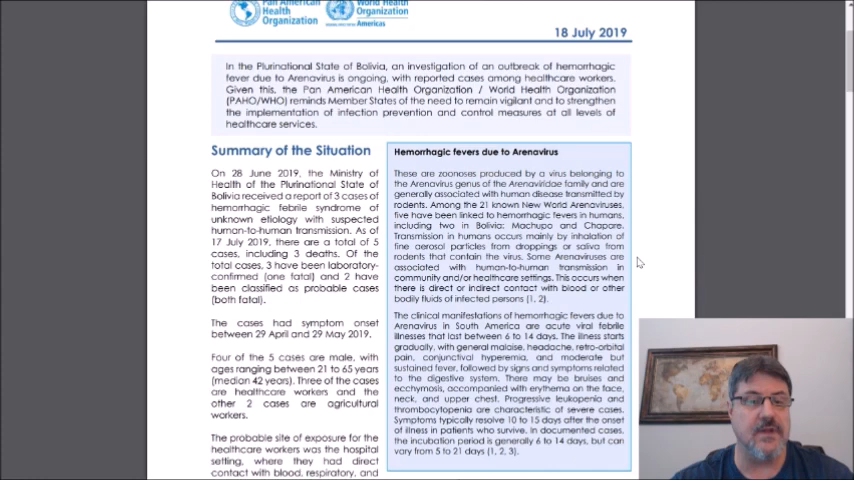 Pan American
Health
Organization
World Health
Organization
Americas
18 July 2019
In the Plurinational State of Bolivia, an investigation of an outbreak of hemorrhagic
fever due to Arenavirus is ongoing, with reported cases among healthcare workers.
Given this, the Pan American Health Organization / World Health Organization
(PAHO/WHO) reminds Member States of the need to remain vigilant and to strengthen
the implementation of infection prevention and control measures at all levels of
healthcare services.
Summary of the Situation
On 28 June 2019, the Ministry of
Health of the Plurinational State of
Bolivia received a report of 3 cases of
hemorrhagic febrile syndrome of
unknown etiology with suspected
human-to-human transmission. As of
17 July 2019, there are a total of 5
cases, including 3 deaths. Of the
total cases, 3 have been laboratory-
confirmed (one fatal) and 2 have
been classified as probable cases
(both fatal).
The cases had symptom onset
between 29 April and 29 May 2019.
Four of the 5 cases are male, with
ages ranging between 21 to 65 years
(median 42 years). Three of the cases
are healthcare workers and the
other 2 cases are agricultural
workers.
The probable site of exposure for the
healthcare workers was the hospital
setting, where they had direct
contact with blood, respiratory, and
Hemorrhagic fevers due to Arenavirus
These are zoonoses produced by a virus belonging to
the Arenavirus genus of the Arenaviridae family and are
generally associated with human disease transmitted by
rodents. Among the 21 known New World Arenaviruses,
five have been linked to hemorrhagic fevers in humans,
including two in Bolivia: Machupo and Chapare.
Transmission in humans occurs mainly by inhalation of
fine aerosol particles from droppings or saliva from
rodents that contain the virus. Some Arenaviruses are
associated with human-to-human transmission in
community and/or healthcare settings. This occurs when
there is direct or indirect contact with blood or other
bodily fluids of infected persons (1, 2).
The clinical manifestations of hemorrhagic fevers due to
Arenavirus in South America are acute viral febrile
illnesses that last between 6 to 14 days. The illness starts
gradually, with general malaise, headache, retro-orbital
pain, conjunctival hyperemia, and moderate but
sustained fever, followed by signs and symptoms related
to the digestive system. There may be bruises and
ecchymosis, accompanied with erythema on the face,
neck, and upper chest. Progressive leukopenia and
thrombocytopenia are characteristic of severe cases.
Symptoms typically resolve 10 to 15 days after the onset
of illness in patients who survive. In documented cases,
the incubation period is generally 6 to 14 days, but can
vary from 5 to 21 days (1, 2, 3).